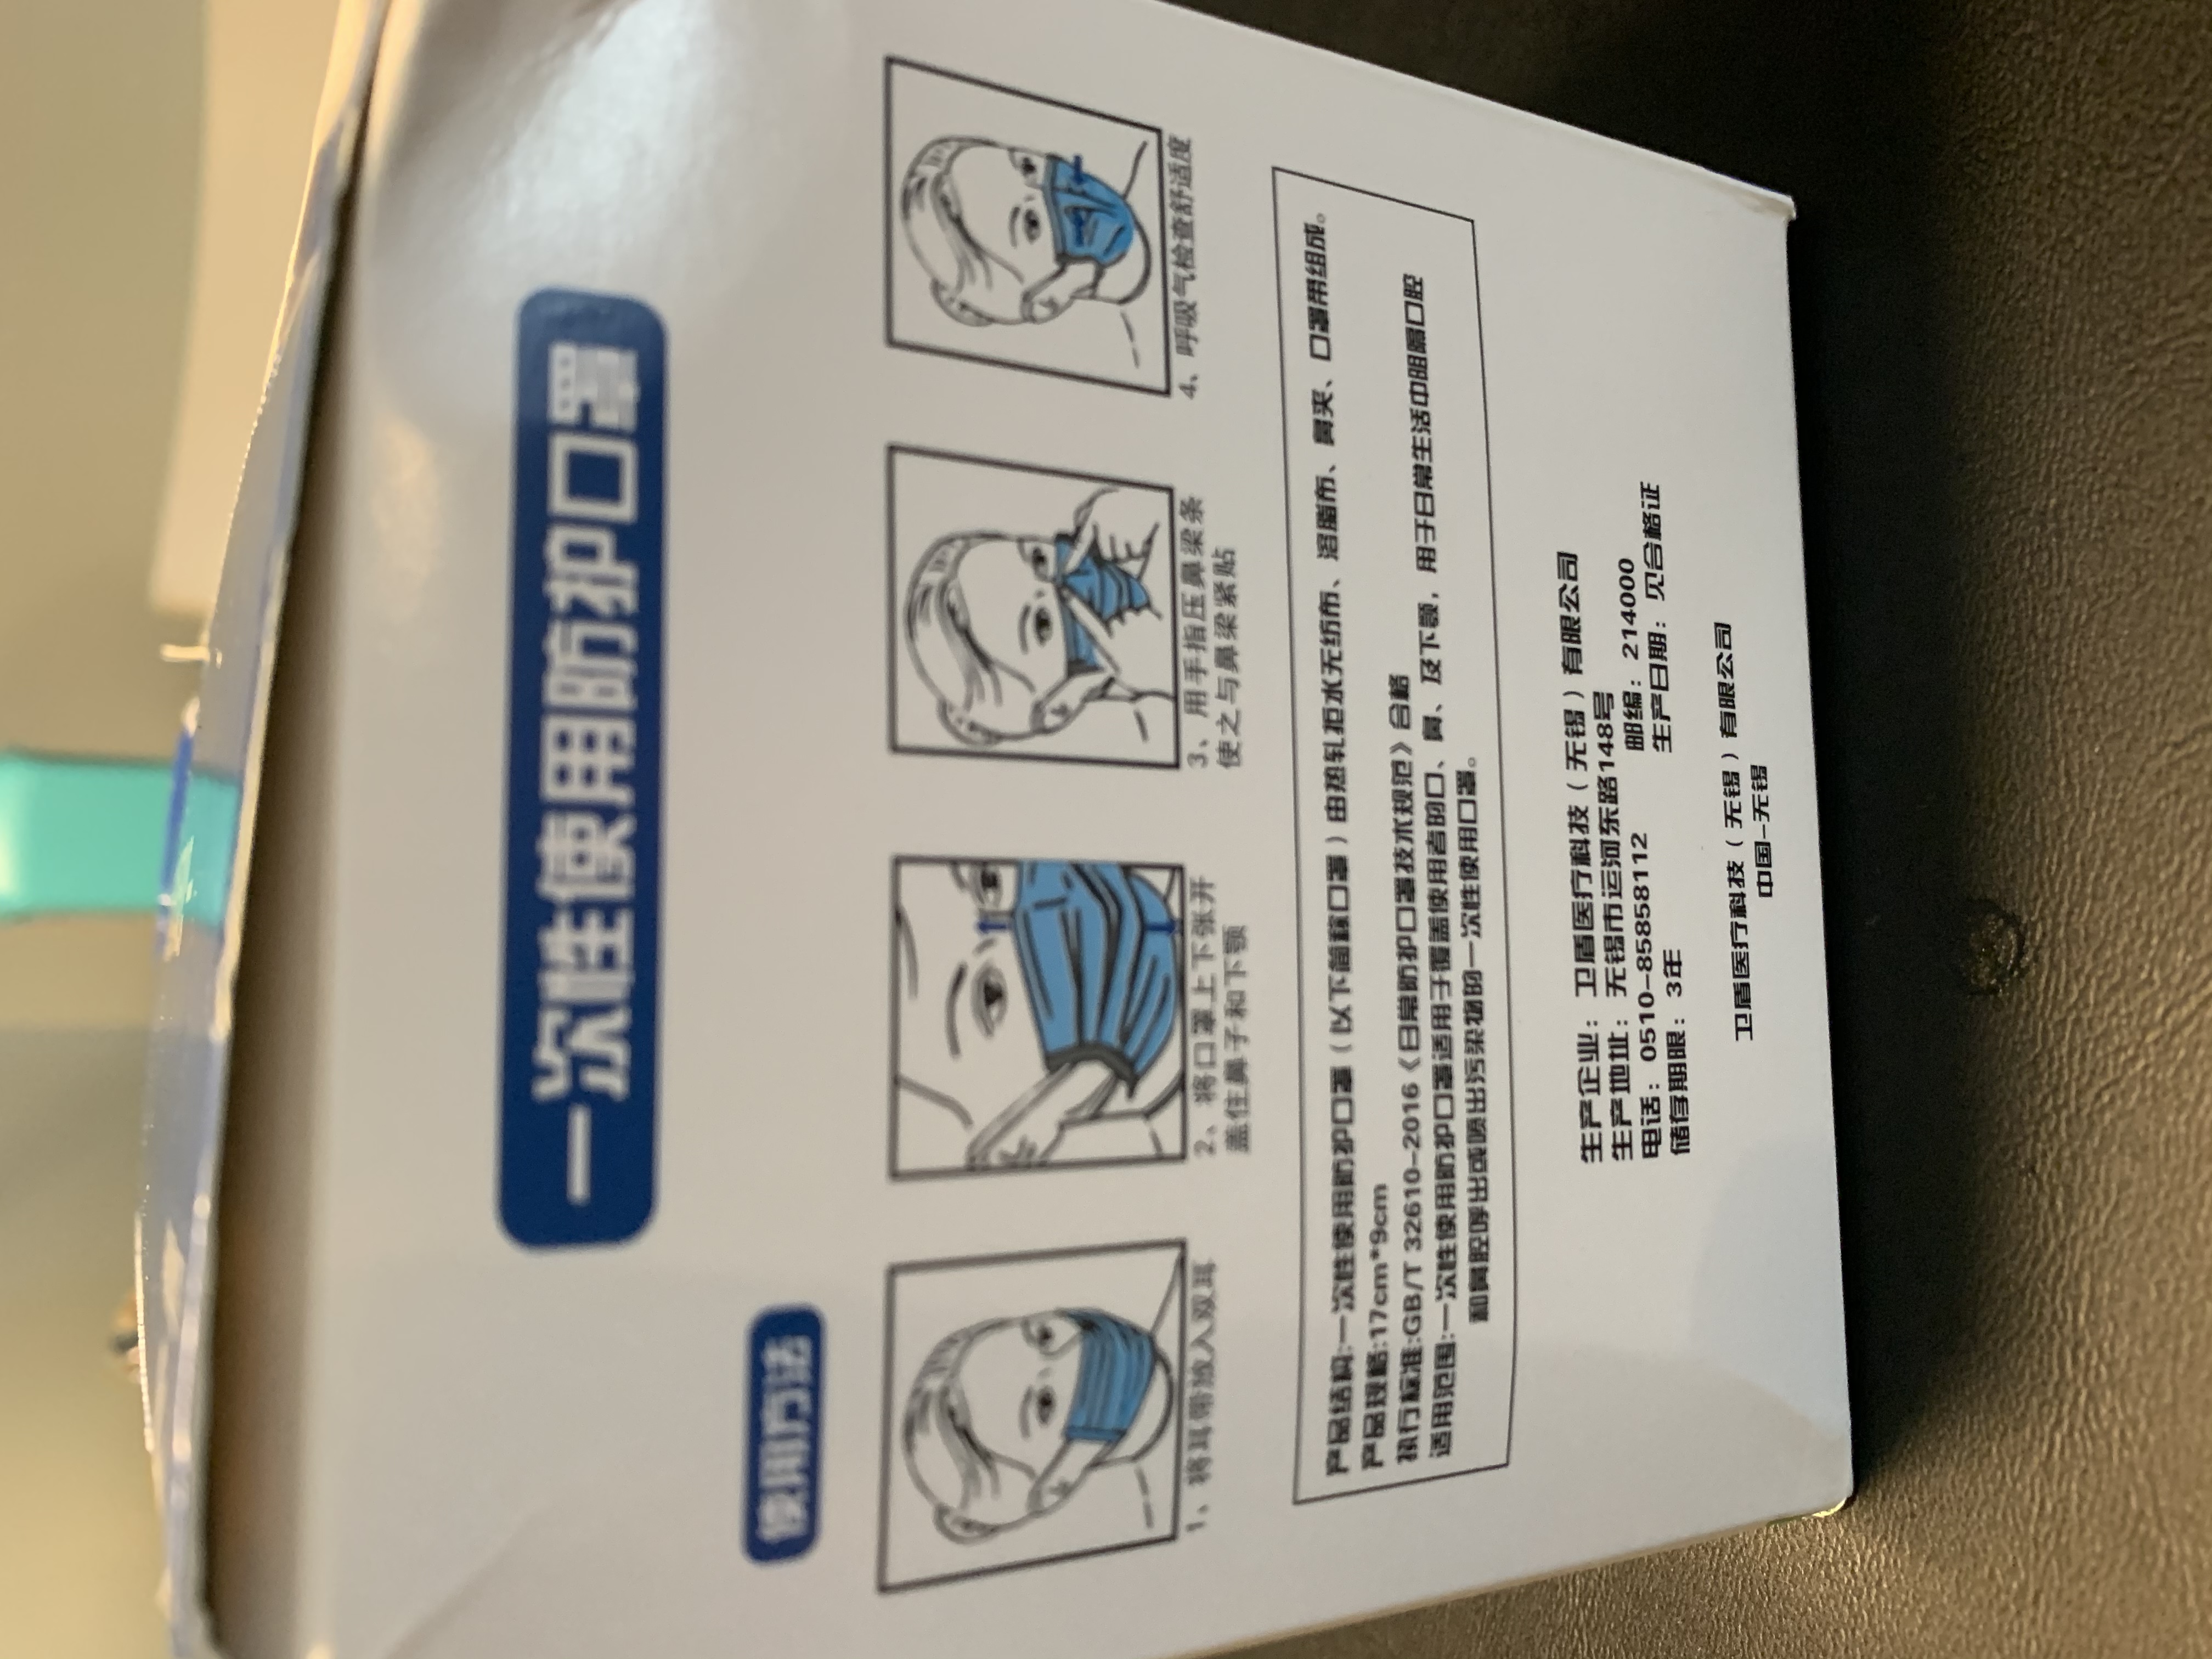 一次性使用防护口罩
使用方法
1、将耳带放入双耳
2、将口罩上下张开
盖住鼻子和下颚
3、用手指压鼻梁条
使之与鼻梁紧贴
4、呼吸气检查舒适度
产品结构:一次性使用防护口罩（以下简称口罩）由热轧拒水无纺布、溶脂布、鼻夹、口罩带组成。
产品规格:17cm*9cm
执行标准:GB/T 32610-2016《日常防护口罩技术规范》合格
适用范围:一次性使用防护口罩适用于覆盖使用者的口、鼻、及下颚，用于日常生活中阻隔口腔
和鼻腔呼出或喷出污染物的一次性使用口罩。
生产企业：卫盾医疗科技（无锡）有限公司
生产地址：无锡市运河东路148号
电话：0510-85858112 邮编：214000
储存期限：3年 生产日期：见合格证
卫盾医疗科技（无锡）有限公司
中国-无锡